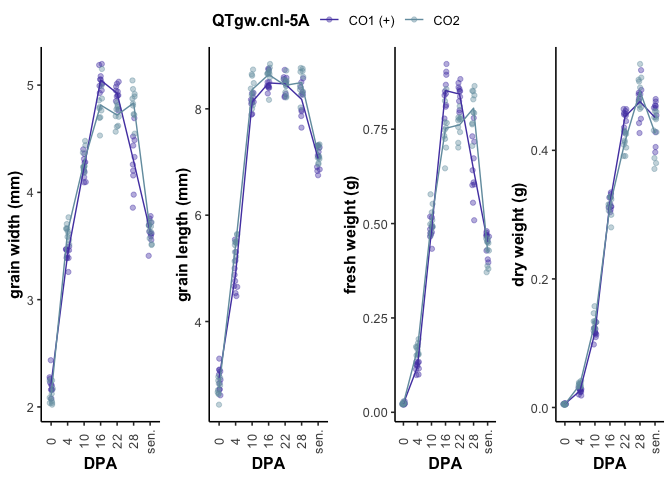 QTgw.cnl-5A CO1 (+) CO2
grain width (mm)
5
4
3
2
0 4 10 16 22 28 sen.
DPA
grain length (mm)
8
6
4
0 4 10 16 22 28 sen.
DPA
fresh weight (g)
0.75
0.50
0.25
0.00
0 4 10 16 22 28 sen.
DPA
dry weight (g)
0.4
0.2
0.0
0 4 10 16 22 28 sen.
DPA